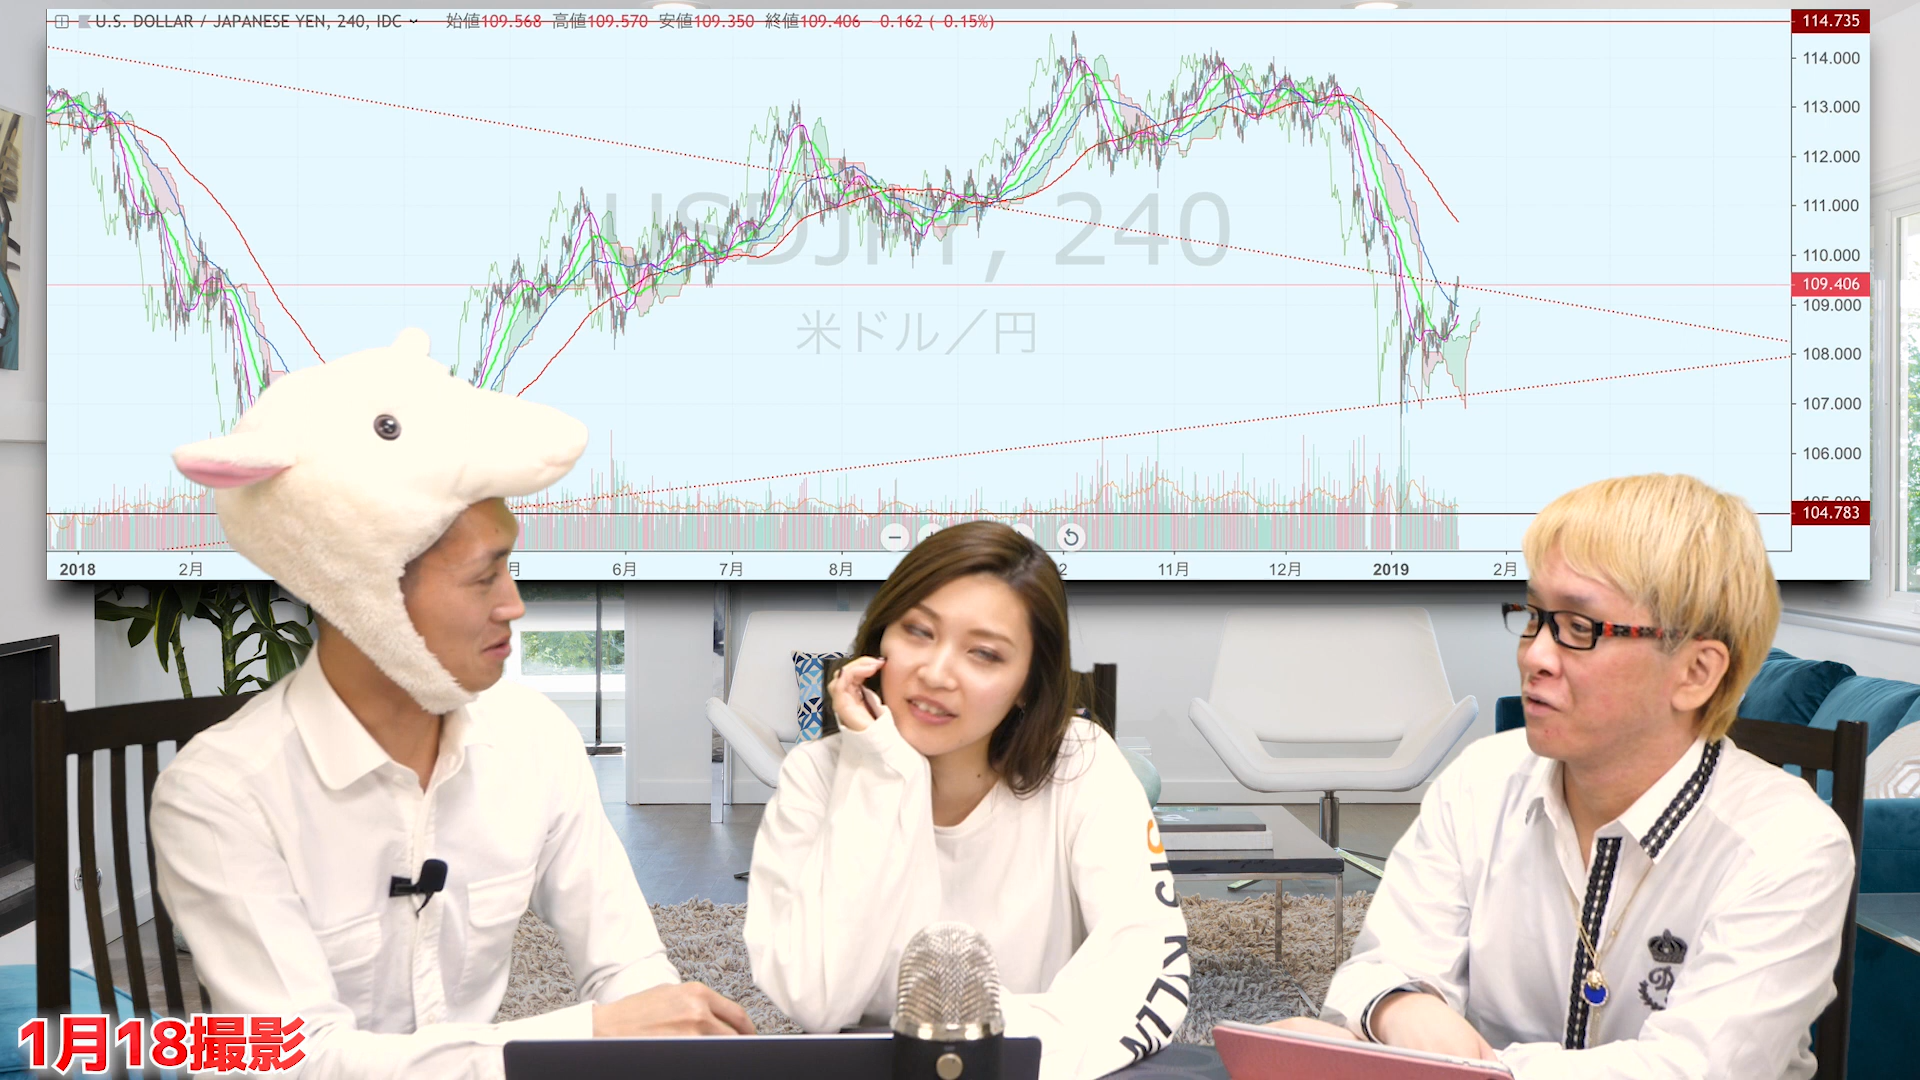 U.S. DOLLAR / JAPANESE YEN, 240, IDC 始値109.568 高値109.570 安値109.350 終値109.406 −0.162 (−0.15%)
114.735
114.000
113.000
112.000
111.000
110.000
109.406
109.000
108.000
107.000
106.000
105.000
104.783
USDJPY, 240
米ドル／円
2018 2月 月 6月 7月 8月 11月 12月 2019 2月
1月18撮影